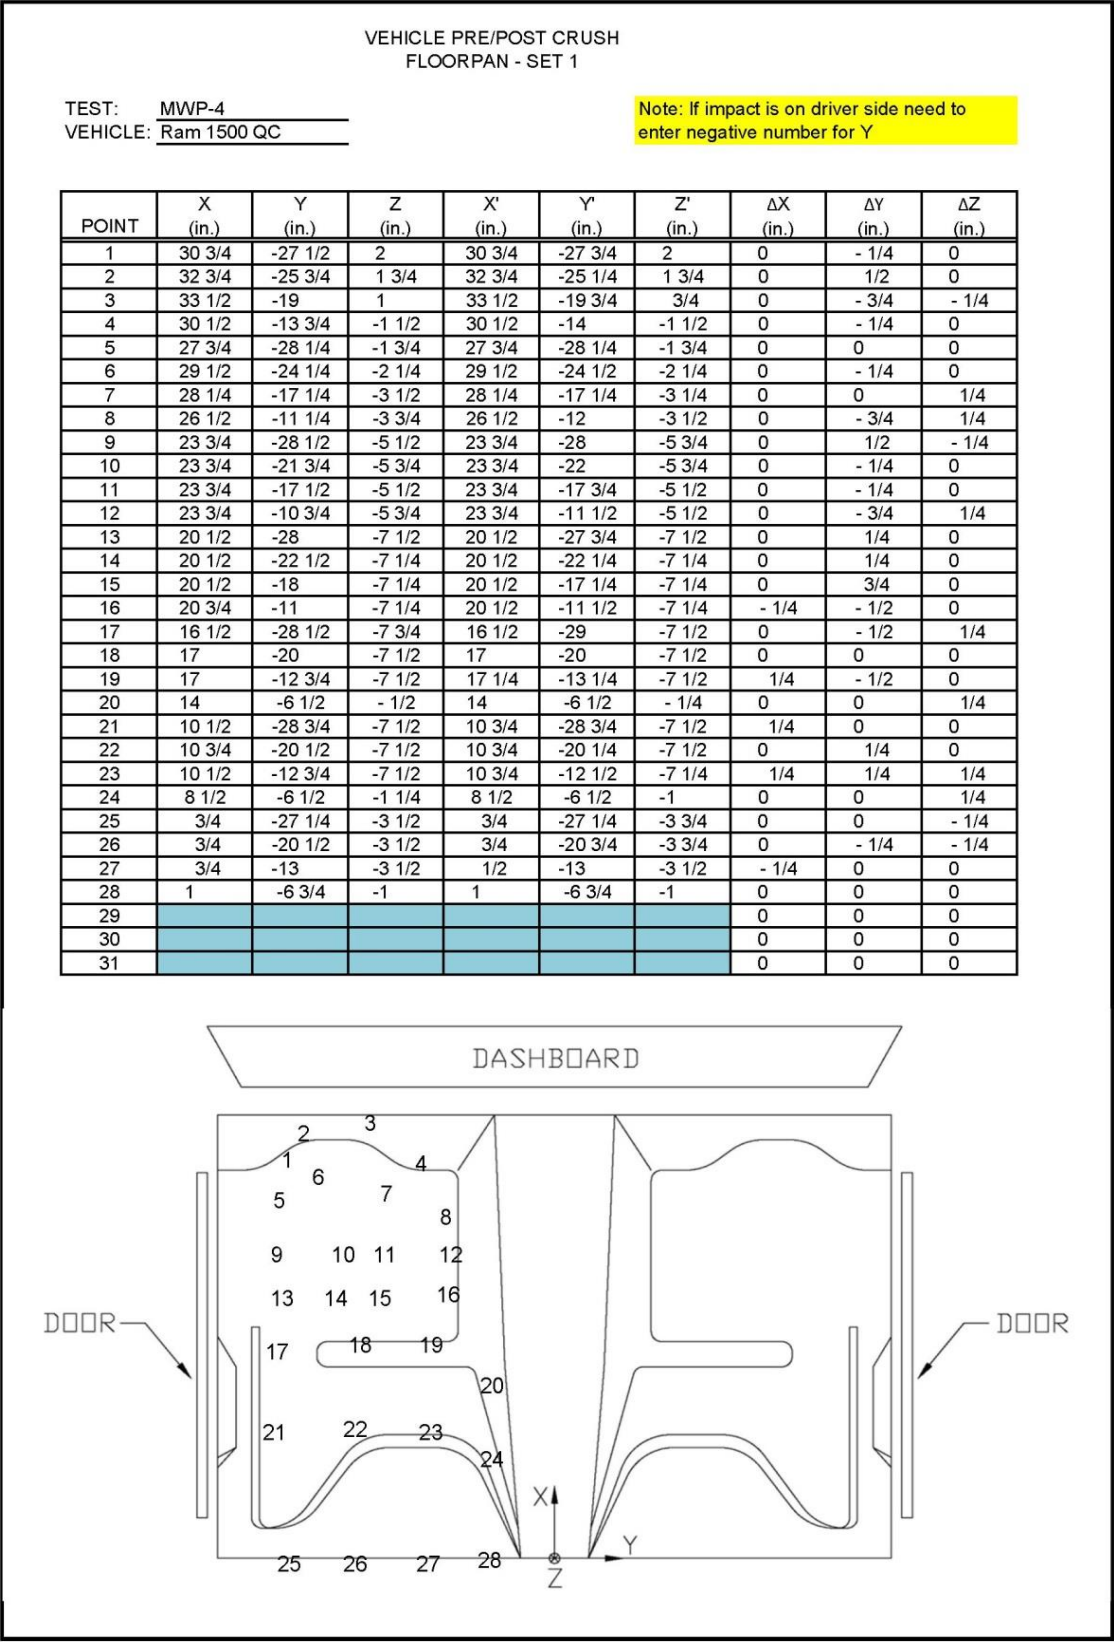 VEHICLE PRE/POST CRUSH
FLOORPAN - SET 1
TEST: MWP-4
VEHICLE: Ram 1500 QC
Note: If impact is on driver side need to
enter negative number for Y
POINT X (in.) Y (in.) Z (in.) X' (in.) Y' (in.) Z' (in.) ΔX (in.) ΔY (in.) ΔZ (in.)
1 30 3/4 -27 1/2 2 30 3/4 -27 3/4 2 0 - 1/4 0
2 32 3/4 -25 3/4 1 3/4 32 3/4 -25 1/4 1 3/4 0 1/2 0
3 33 1/2 -19 1 33 1/2 -19 3/4 3/4 0 - 3/4 - 1/4
4 30 1/2 -13 3/4 -1 1/2 30 1/2 -14 -1 1/2 0 - 1/4 0
5 27 3/4 -28 1/4 -1 3/4 27 3/4 -28 1/4 -1 3/4 0 0 0
6 29 1/2 -24 1/4 -2 1/4 29 1/2 -24 1/2 -2 1/4 0 - 1/4 0
7 28 1/4 -17 1/4 -3 1/2 28 1/4 -17 1/4 -3 1/4 0 0 1/4
8 26 1/2 -11 1/4 -3 3/4 26 1/2 -12 -3 1/2 0 - 3/4 1/4
9 23 3/4 -28 1/2 -5 1/2 23 3/4 -28 -5 3/4 0 1/2 - 1/4
10 23 3/4 -21 3/4 -5 3/4 23 3/4 -22 -5 3/4 0 - 1/4 0
11 23 3/4 -17 1/2 -5 1/2 23 3/4 -17 3/4 -5 1/2 0 - 1/4 0
12 23 3/4 -10 3/4 -5 3/4 23 3/4 -11 1/2 -5 1/2 0 - 3/4 1/4
13 20 1/2 -28 -7 1/2 20 1/2 -27 3/4 -7 1/2 0 1/4 0
14 20 1/2 -22 1/2 -7 1/4 20 1/2 -22 1/4 -7 1/4 0 1/4 0
15 20 1/2 -18 -7 1/4 20 1/2 -17 1/4 -7 1/4 0 3/4 0
16 20 3/4 -11 -7 1/4 20 1/2 -11 1/2 -7 1/4 - 1/4 - 1/2 0
17 16 1/2 -28 1/2 -7 3/4 16 1/2 -29 -7 1/2 0 - 1/2 1/4
18 17 -20 -7 1/2 17 -20 -7 1/2 0 0 0
19 17 -12 3/4 -7 1/2 17 1/4 -13 1/4 -7 1/2 1/4 - 1/2 0
20 14 -6 1/2 - 1/2 14 -6 1/2 - 1/4 0 0 1/4
21 10 1/2 -28 3/4 -7 1/2 10 3/4 -28 3/4 -7 1/2 1/4 0 0
22 10 3/4 -20 1/2 -7 1/2 10 3/4 -20 1/4 -7 1/2 0 1/4 0
23 10 1/2 -12 3/4 -7 1/2 10 3/4 -12 1/2 -7 1/4 1/4 1/4 1/4
24 8 1/2 -6 1/2 -1 1/4 8 1/2 -6 1/2 -1 0 0 1/4
25 3/4 -27 1/4 -3 1/2 3/4 -27 1/4 -3 3/4 0 0 - 1/4
26 3/4 -20 1/2 -3 1/2 3/4 -20 3/4 -3 3/4 0 - 1/4 - 1/4
27 3/4 -13 -3 1/2 1/2 -13 -3 1/2 - 1/4 0 0
28 1 -6 3/4 -1 1 -6 3/4 -1 0 0 0
29 0 0 0
30 0 0 0
31 0 0 0
DASHBOARD
3
2
1 4
6
5 7
8
9 10 11 12
13 14 15 16
DOOR DOOR
17 18 19
20
21 22 23
24
X
Y
25 26 27 28
Z